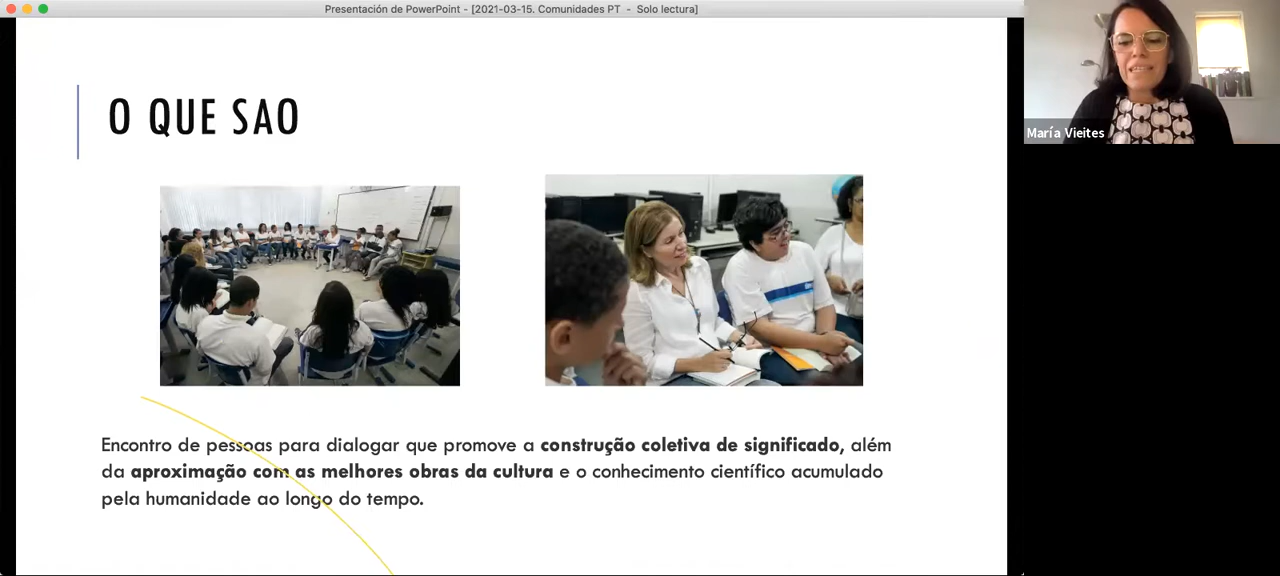 Presentación de PowerPoint - [2021-03-15. Comunidades PT - Solo lectura]
O QUE SAO
Encontro de pessoas para dialogar que promove a construção coletiva de significado, além
da aproximação com as melhores obras da cultura e o conhecimento científico acumulado
pela humanidade ao longo do tempo.
María Vieites